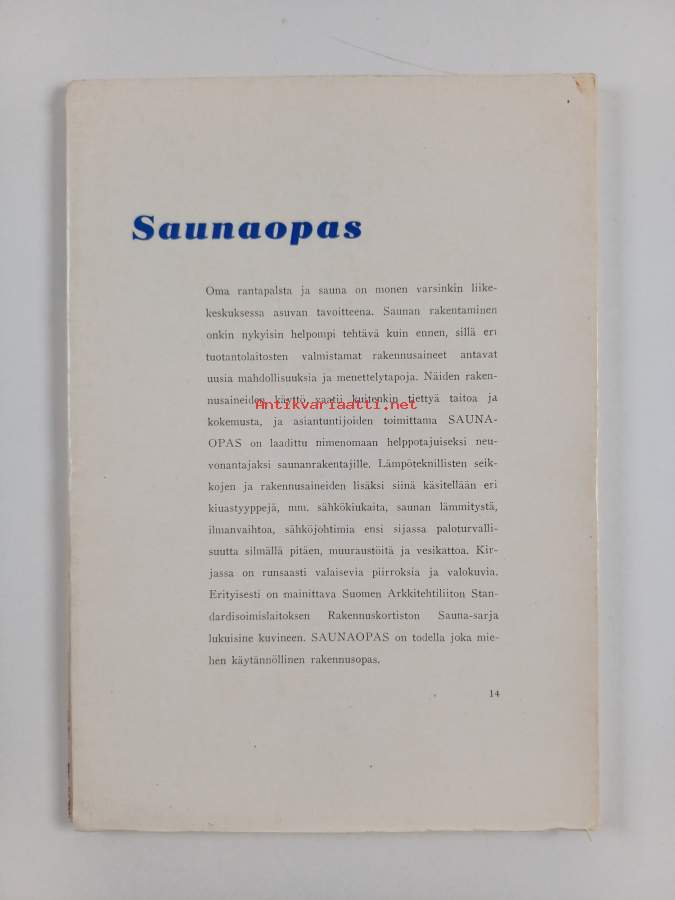 Saunaopas
Oma rantapalsta ja sauna on monen varsinkin liike-
keskuksessa asuvan tavoitteena. Saunan rakentaminen
onkin nykyisin helpompi tehtävä kuin ennen, sillä eri
tuotantolaitosten valmistamat rakennusaineet antavat
uusia mahdollisuuksia ja menettelytapoja. Näiden raken-
nusaineiden käyttö vaatii kuitenkin tiettyä taitoa ja
Antikvariaatti.net
kokemusta, ja asiantuntijoiden toimittama SAUNA-
OPAS on laadittu nimenomaan helppotajuiseksi neu-
vonantajaksi saunanrakentajille. Lämpöteknillisten seik-
kojen ja rakennusaineiden lisäksi siinä käsitellään eri
kiuastyyppejä, mm. sähkökiukaita, saunan lämmitystä,
ilmanvaihtoa, sähköjohtimia ensi sijassa paloturvalli-
suutta silmällä pitäen, muuraustöitä ja vesikattoa. Kir-
jassa on runsaasti valaisevia piirroksia ja valokuvia.
Erityisesti on mainittava Suomen Arkkitehtiliiton Stan-
dardisoimislaitoksen Rakennuskortiston Sauna-sarja
lukuisine kuvineen. SAUNAOPAS on todella joka mie-
hen käytännöllinen rakennusopas.
14